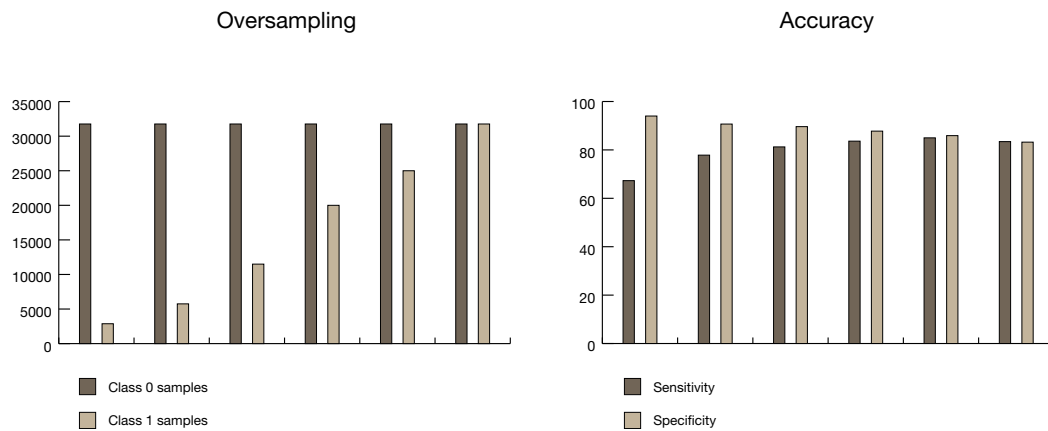 Oversampling
35000
30000
25000
20000
15000
10000
5000
0
Class 0 samples
Class 1 samples
Accuracy
100
80
60
40
20
0
Sensitivity
Specificity